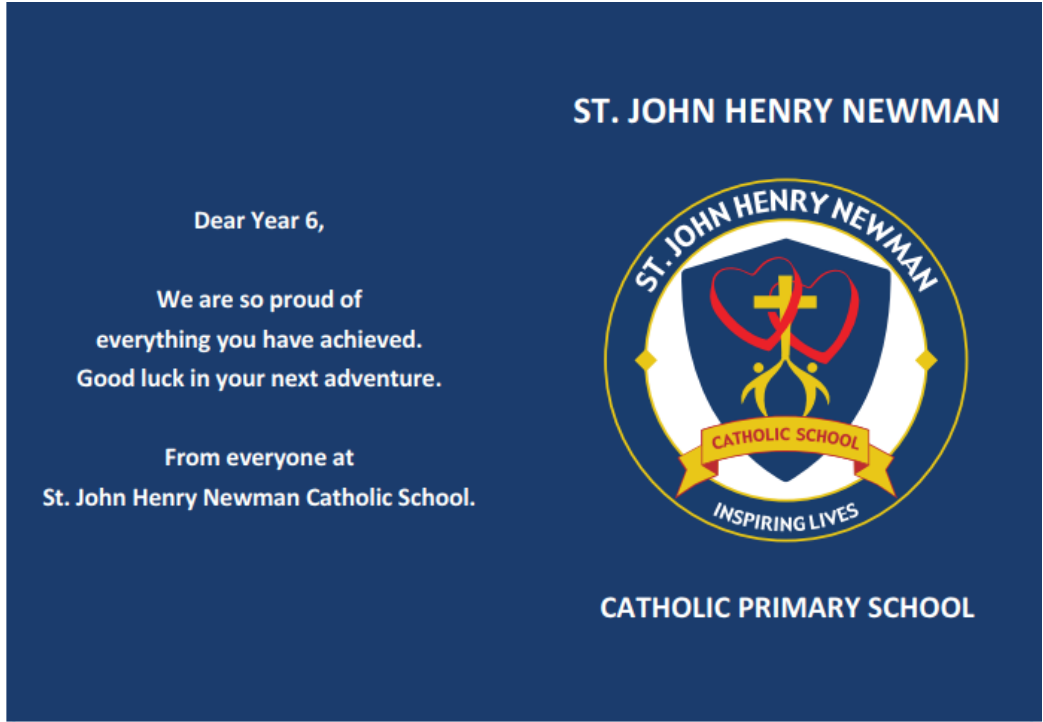 Dear Year 6,
We are so proud of
everything you have achieved.
Good luck in your next adventure.
From everyone at
St. John Henry Newman Catholic School.
ST. JOHN HENRY NEWMAN
ST. JOHN HENRY NEWMAN
CATHOLIC SCHOOL
INSPIRING LIVES
CATHOLIC PRIMARY SCHOOL